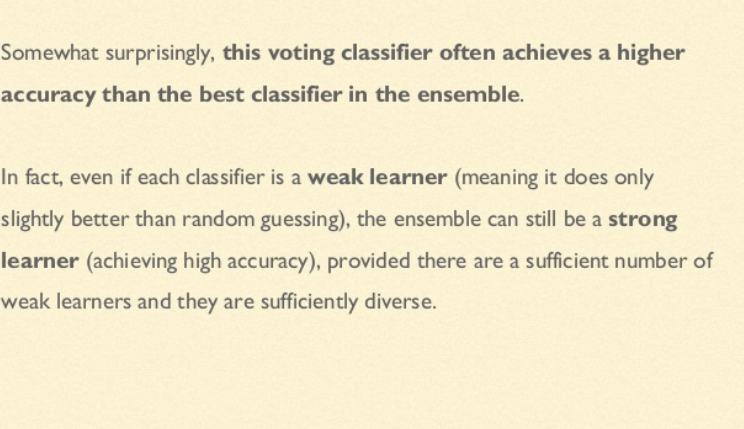 Somewhat surprisingly, this voting classifier often achieves a higher
accuracy than the best classifier in the ensemble.
In fact, even if each classifier is a weak learner (meaning it does only
slightly better than random guessing), the ensemble can still be a strong
learner (achieving high accuracy), provided there are a sufficient number of
weak learners and they are sufficiently diverse.